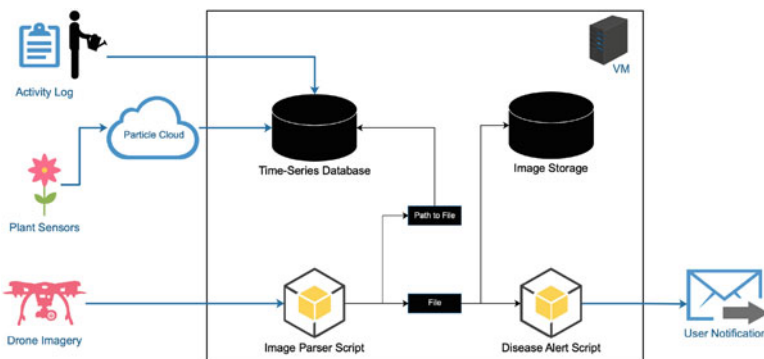 VM
Activity Log
Particle Cloud
Time-Series Database
Image Storage
Plant Sensors
Path to File
File
Drone Imagery
Image Parser Script
Disease Alert Script
User Notification